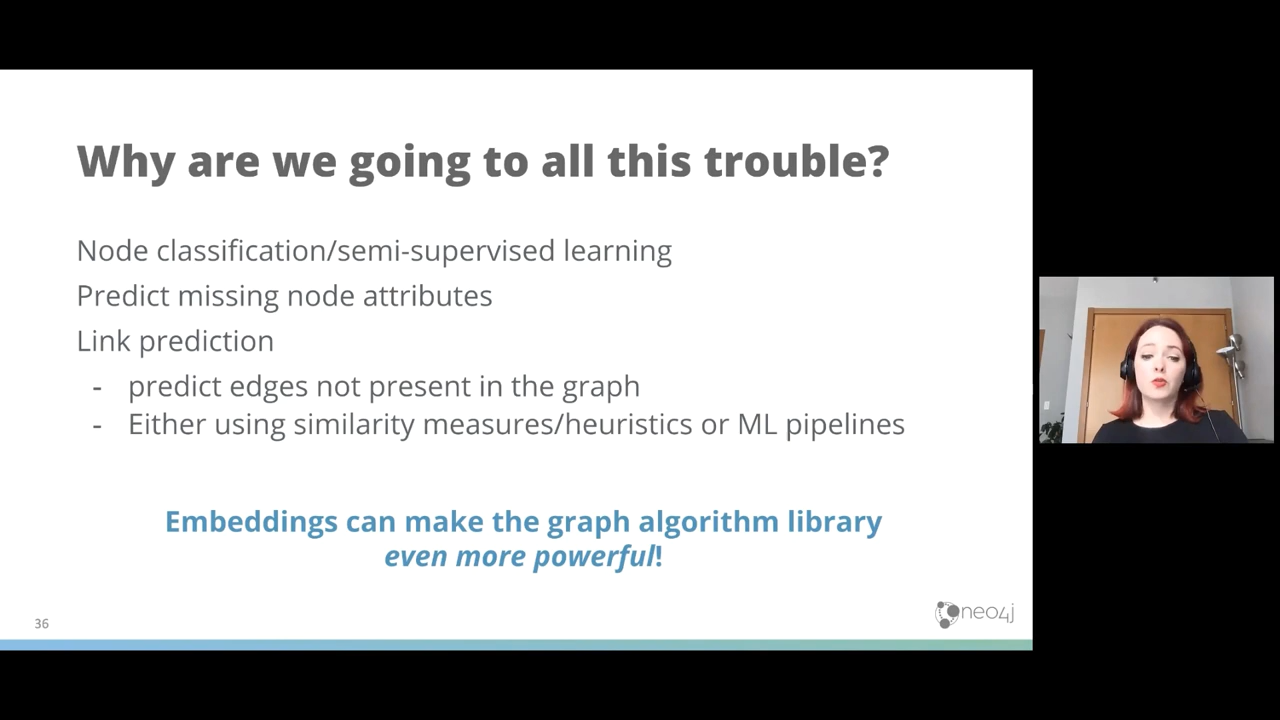 Why are we going to all this trouble?
Node classification/semi-supervised learning
Predict missing node attributes
Link prediction
- predict edges not present in the graph
- Either using similarity measures/heuristics or ML pipelines
Embeddings can make the graph algorithm library
even more powerful!
36
neo4j